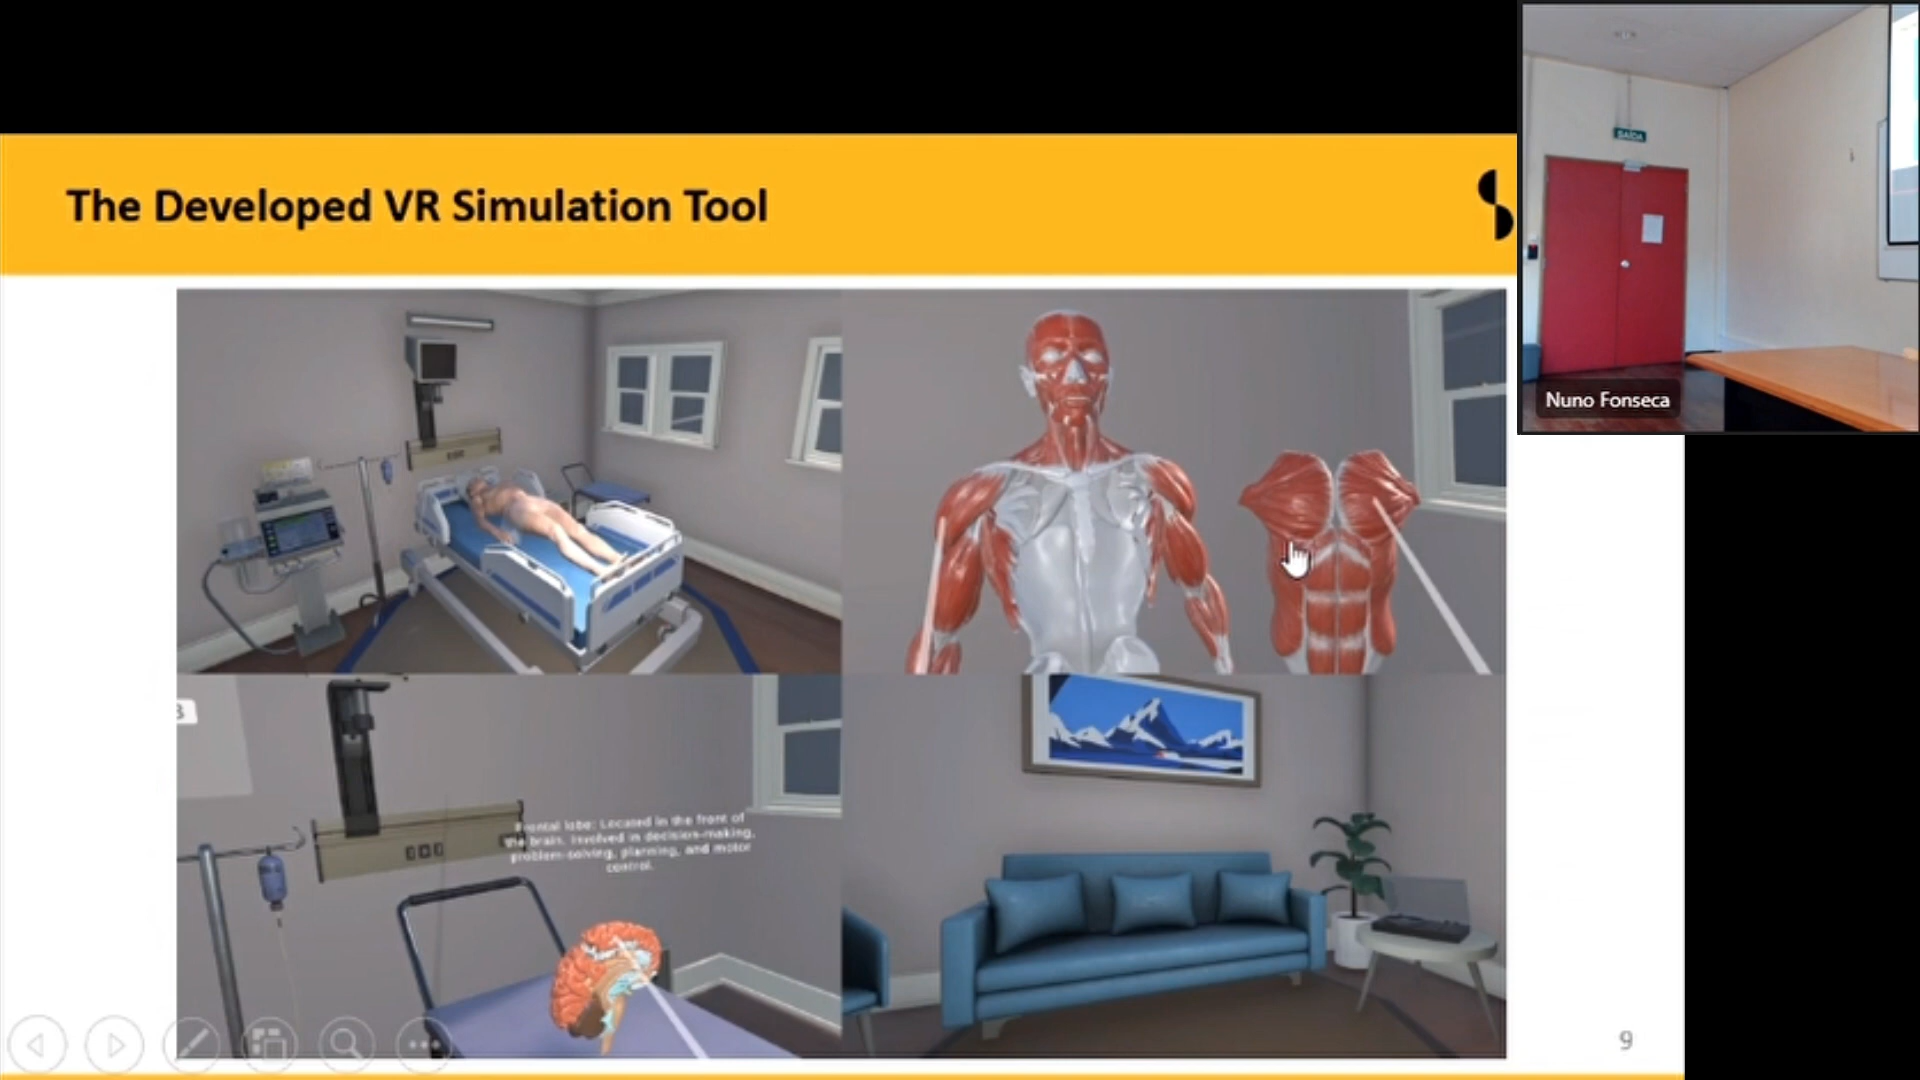 The Developed VR Simulation Tool
SAÍDA
Nuno Fonseca
Frontal lobe: Located in the front of
the brain. Involved in decision-making,
problem-solving, planning, and motor
control.
9